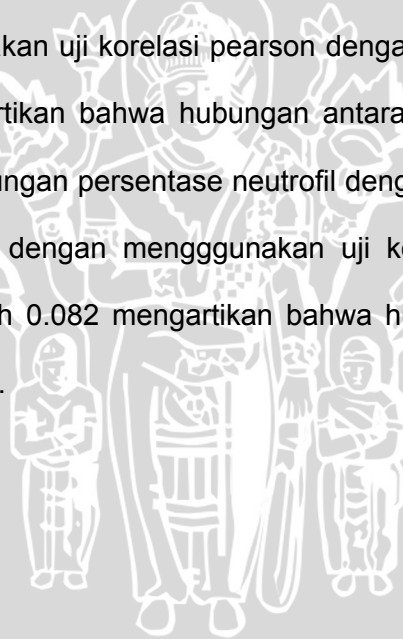 akan uji korelasi pearson denga
rtikan bahwa hubungan antara
ungan persentase neutrofil deng
dengan mengggunakan uji k
h 0.082 mengartikan bahwa h
.